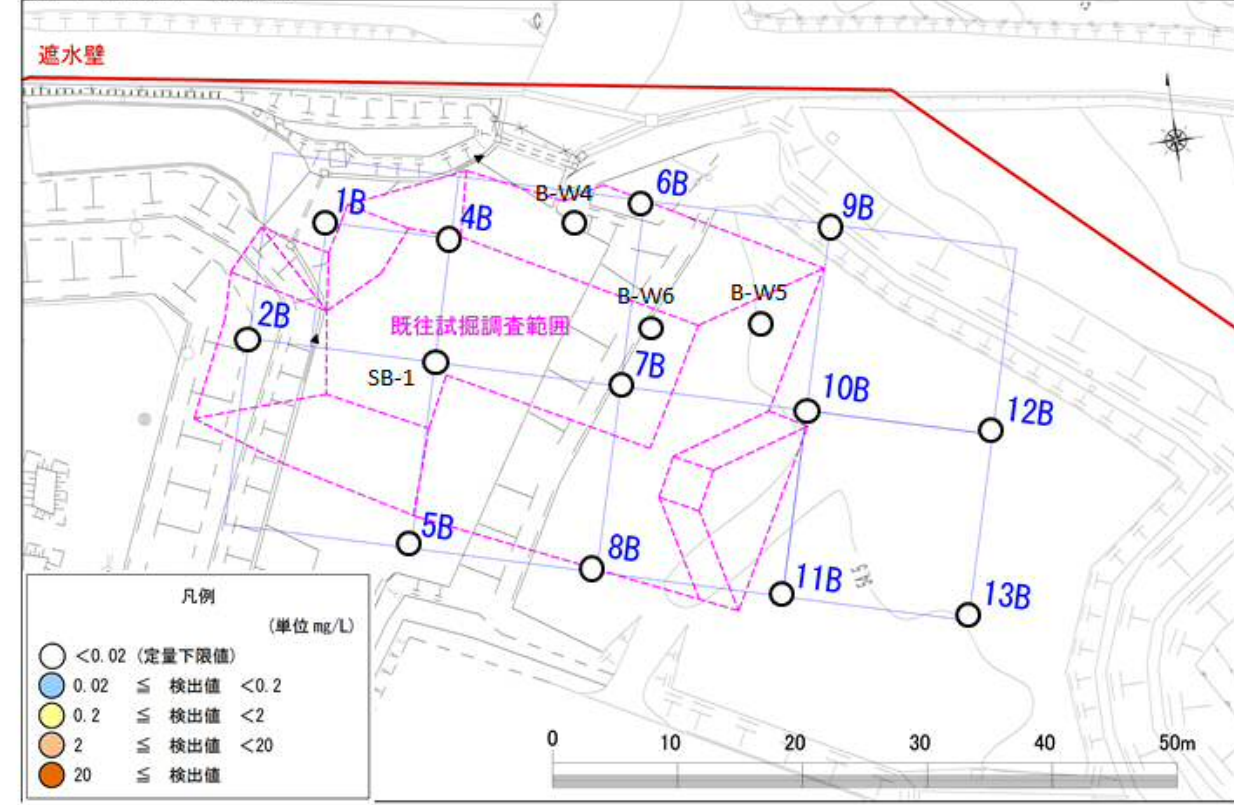 遮水壁
1B
4B
B-W4
6B
9B
2B
既往試掘調査範囲
B-W6
B-W5
SB-1
7B
10B
12B
5B
8B
11B
13B
凡例
(単位 mg/L)
<0.02 (定量下限値)
0.02 ≦ 検出値 <0.2
0.2 ≦ 検出値 <2
2 ≦ 検出値 <20
20 ≦ 検出値
0 10 20 30 40 50m